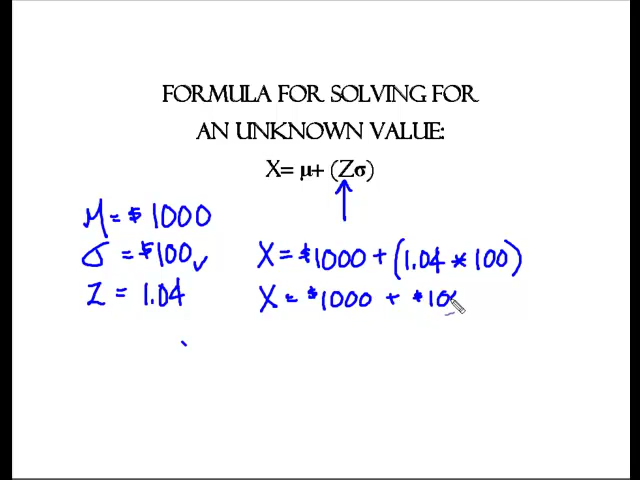 FORMULA FOR SOLVING FOR
AN UNKNOWN VALUE:
X= μ+ (Zσ)
μ = $1000
σ = $100 ✓
Z = 1.04
X = $1000 + (1.04 * 100)
X = $1000 + $10